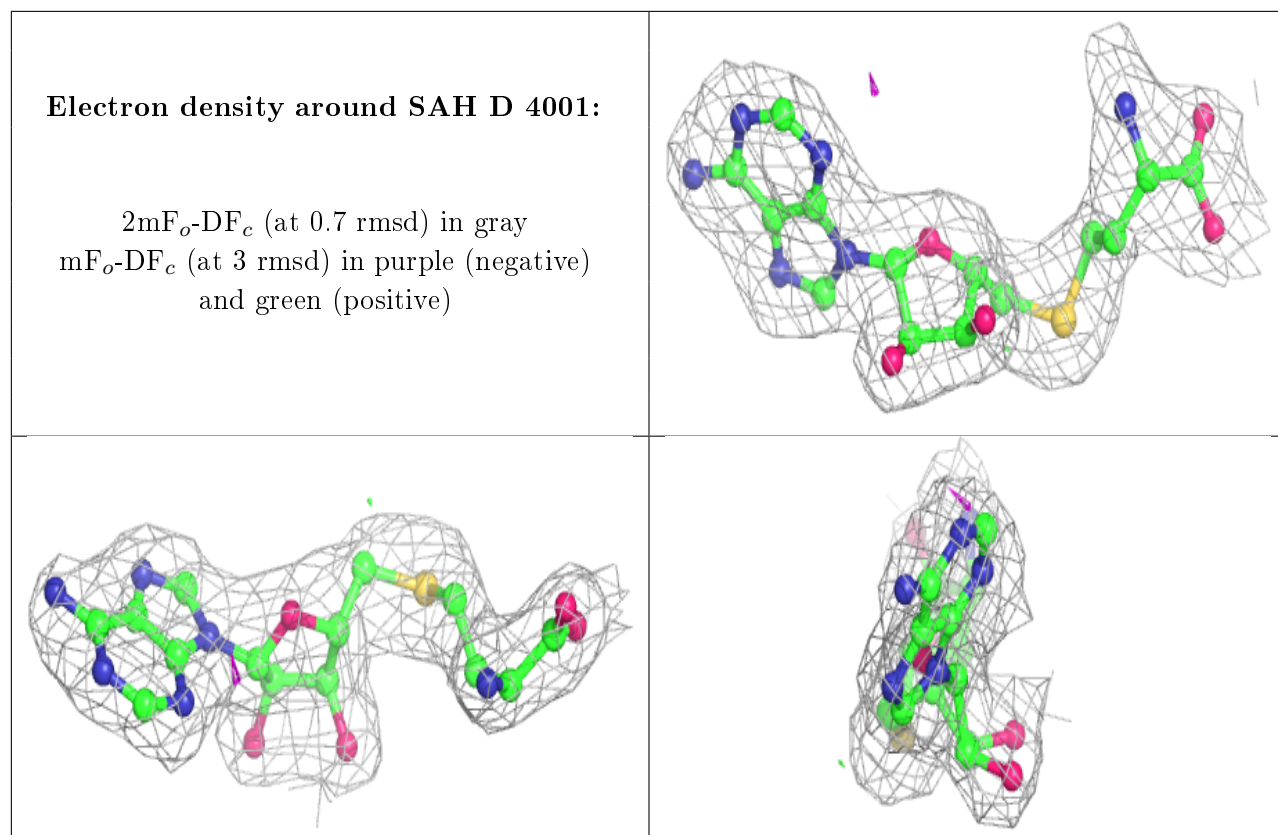 Electron density around SAH D 4001:
2mFo-DFc (at 0.7 rmsd) in gray
mFo-DFc (at 3 rmsd) in purple (negative)
and green (positive)